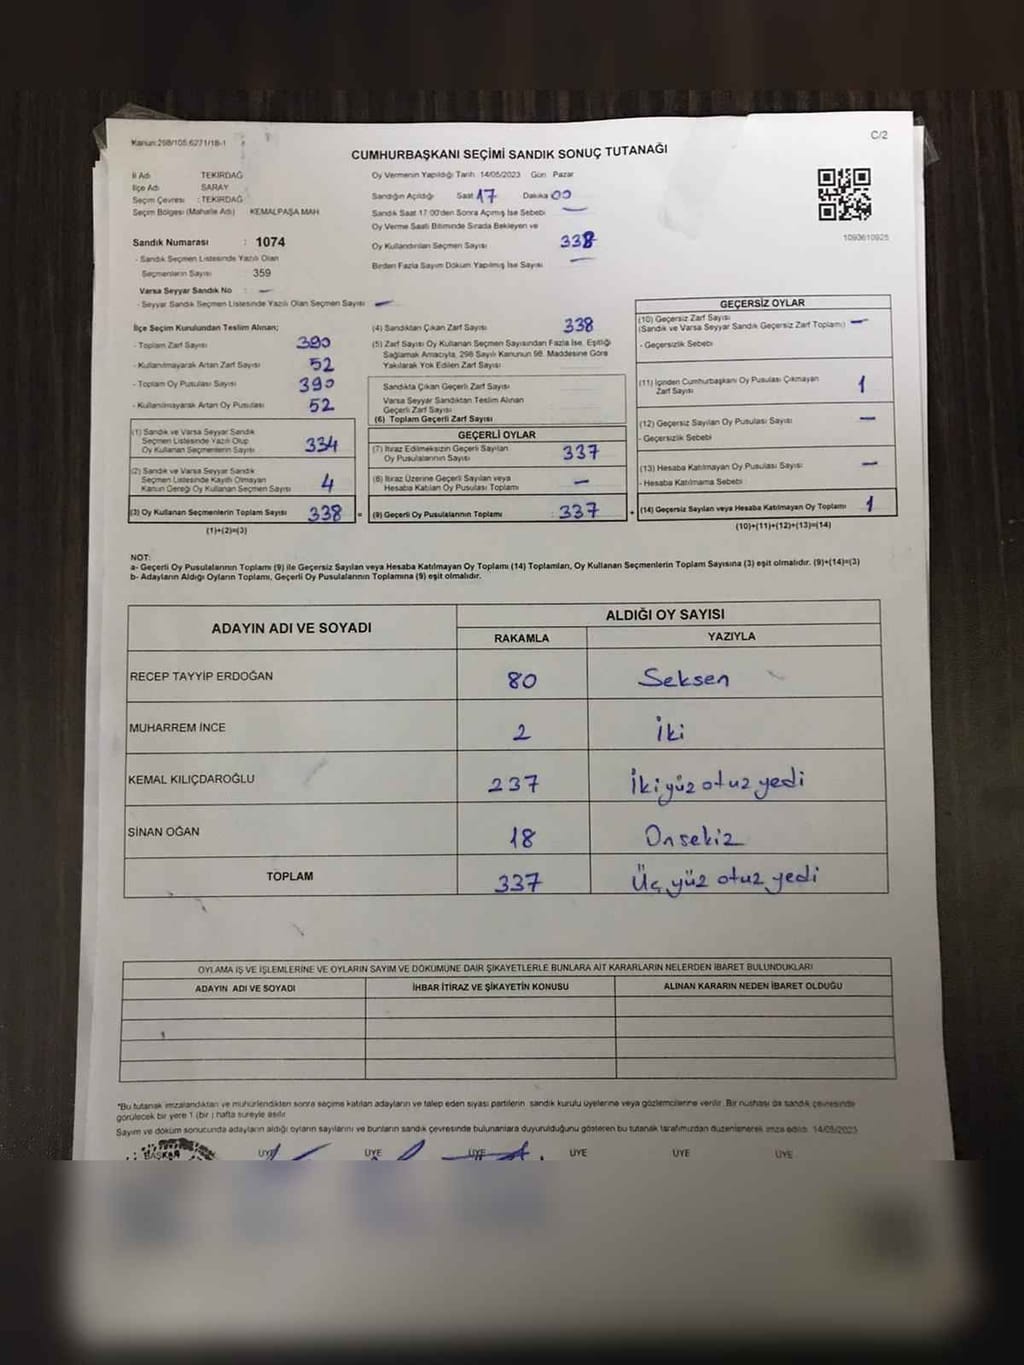 Kanun:298/105,6271/18-1
C/2
CUMHURBAŞKANI SEÇİMİ SANDIK SONUÇ TUTANAĞI
İl Adı : TEKİRDAĞ
İlçe Adı : SARAY
Seçim Çevresi : TEKİRDAĞ
Seçim Bölgesi (Mahalle Adı) KEMALPAŞA MAH
Sandık Numarası : 1074
- Sandık Seçmen Listesinde Yazılı Olan
Seçmenlerin Sayısı 359
Varsa Seyyar Sandık No : —
- Seyyar Sandık Seçmen Listesinde Yazılı Olan Seçmen Sayısı —
Oy Vermenin Yapıldığı Tarih 14/05/2023 Gün Pazar
Sandığın Açıldığı Saat 17 Dakika 00
Sandık Saat 17:00'den Sonra Açılmış İse Sebebi —
Oy Verme Saati Bitiminde Sırada Bekleyen ve
Oy Kullandırılan Seçmen Sayısı 338
Birden Fazla Sayım Döküm Yapılmış İse Sayısı —
1093610925
İlçe Seçim Kurulundan Teslim Alınan;
- Toplam Zarf Sayısı 390
- Kullanılmayarak Artan Zarf Sayısı 52
- Toplam Oy Pusulası Sayısı 390
- Kullanılmayarak Artan Oy Pusulası 52
(1) Sandık ve Varsa Seyyar Sandık
Seçmen Listesinde Yazılı Olup
Oy Kullanan Seçmenlerin Sayısı 334
(2) Sandık ve Varsa Seyyar Sandık
Seçmen Listesinde Kayıtlı Olmayan
Kanun Gereği Oy Kullanan Seçmen Sayısı 4
(3) Oy Kullanan Seçmenlerin Toplam Sayısı 338 =
(1)+(2)=(3)
(4) Sandıktan Çıkan Zarf Sayısı 338
(5) Zarf Sayısı Oy Kullanan Seçmen Sayısından Fazla İse, Eşitliği
Sağlamak Amacıyla, 298 Sayılı Kanunun 98. Maddesine Göre
Yakılarak Yok Edilen Zarf Sayısı
Sandıkta Çıkan Geçerli Zarf Sayısı
Varsa Seyyar Sandıktan Teslim Alınan
Geçerli Zarf Sayısı
(6) Toplam Geçerli Zarf Sayısı
GEÇERLİ OYLAR
(7) İtiraz Edilmeksizin Geçerli Sayılan
Oy Pusulalarının Sayısı 337
(8) İtiraz Üzerine Geçerli Sayılan veya
Hesaba Katılan Oy Pusulası Toplamı —
(9) Geçerli Oy Pusulalarının Toplamı : 337 +
GEÇERSİZ OYLAR
(10) Geçersiz Zarf Sayısı
(Sandık ve Varsa Seyyar Sandık Geçersiz Zarf Toplamı) —
- Geçersizlik Sebebi
(11) İçinden Cumhurbaşkanı Oy Pusulası Çıkmayan
Zarf Sayısı 1
(12) Geçersiz Sayılan Oy Pusulası Sayısı —
- Geçersizlik Sebebi
(13) Hesaba Katılmayan Oy Pusulası Sayısı —
- Hesaba Katılmama Sebebi
(14) Geçersiz Sayılan veya Hesaba Katılmayan Oy Toplamı 1
(10)+(11)+(12)+(13)=(14)
NOT:
a- Geçerli Oy Pusulalarının Toplamı (9) ile Geçersiz Sayılan veya Hesaba Katılmayan Oy Toplamı (14) Toplamları, Oy Kullanan Seçmenlerin Toplam Sayısına (3) eşit olmalıdır. (9)+(14)=(3)
b- Adayların Aldığı Oyların Toplamı, Geçerli Oy Pusulalarının Toplamına (9) eşit olmalıdır.
ADAYIN ADI VE SOYADI
ALDIĞI OY SAYISI
RAKAMLA YAZIYLA
RECEP TAYYİP ERDOĞAN 80 Seksen
MUHARREM İNCE 2 İki
KEMAL KILIÇDAROĞLU 237 İkiyüz otuz yedi
SİNAN OĞAN 18 Onsekiz
TOPLAM 337 Üç yüz otuz yedi
OYLAMA İŞ VE İŞLEMLERİNE VE OYLARIN SAYIM VE DÖKÜMÜNE DAİR ŞİKAYETLERLE BUNLARA AİT KARARLARIN NELERDEN İBARET BULUNDUKLARI
ADAYIN ADI VE SOYADI İHBAR İTİRAZ VE ŞİKAYETİN KONUSU ALINAN KARARIN NEDEN İBARET OLDUĞU
*Bu tutanak imzalandıktan ve mühürlendikten sonra seçime katılan adayların ve talep eden siyasi partilerin sandık kurulu üyelerine veya gözlemcilerine verilir. Bir nüshası da sandık çevresinde
görülecek bir yere 1 (bir ) hafta süreyle asılır
Sayım ve döküm sonucunda adayların aldığı oyların sayılarını ve bunların sandık çevresinde bulunanlara duyurulduğunu gösteren bu tutanak tarafımızdan düzenlenerek imza edildi. 14/05/2023
BAŞKAN ÜYE ÜYE ÜYE ÜYE ÜYE ÜYE